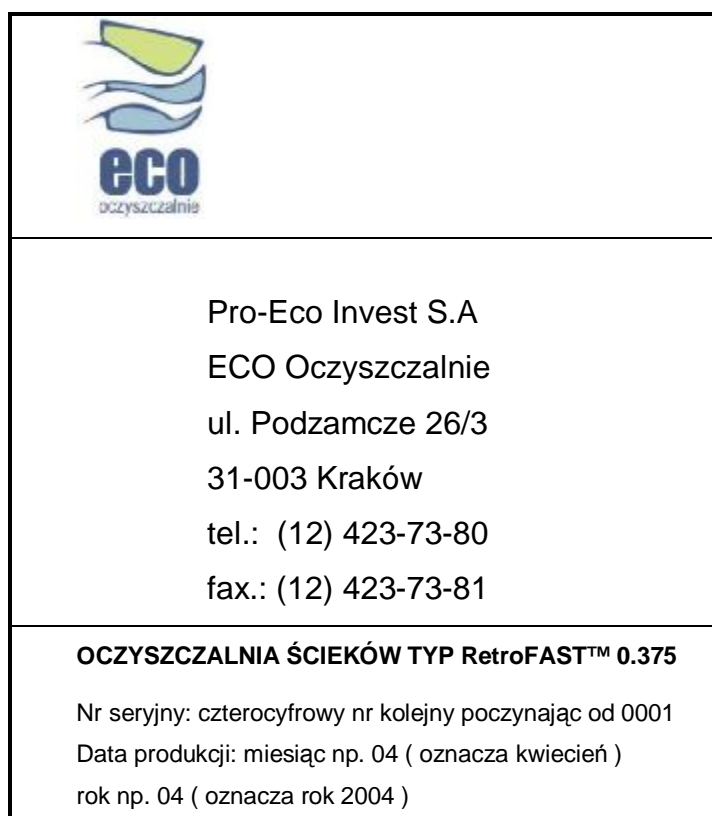 eco
oczyszczalnie
Pro-Eco Invest S.A
ECO Oczyszczalnie
ul. Podzamcze 26/3
31-003 Kraków
tel.: (12) 423-73-80
fax.: (12) 423-73-81
OCZYSZCZALNIA ŚCIEKÓW TYP RetroFAST™ 0.375
Nr seryjny: czterocyfrowy nr kolejny poczynając od 0001
Data produkcji: miesiąc np. 04 ( oznacza kwiecień )
rok np. 04 ( oznacza rok 2004 )